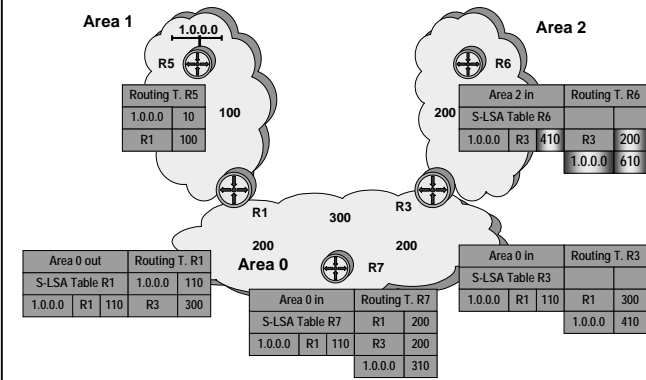 Area 1
1.0.0.0
Area 2
R5
R6
Routing T. R5
1.0.0.0 10
R1 100
100
200
Area 2 in Routing T. R6
S-LSA Table R6
1.0.0.0 R3 410 R3 200
1.0.0.0 610
R1
R3
300
200
200
Area 0
R7
Area 0 out Routing T. R1
S-LSA Table R1 1.0.0.0 110
1.0.0.0 R1 110 R3 300
Area 0 in Routing T. R7
S-LSA Table R7 R1 200
1.0.0.0 R1 110 R3 200
1.0.0.0 310
Area 0 in Routing T. R3
S-LSA Table R3
1.0.0.0 R1 110 R1 300
1.0.0.0 410